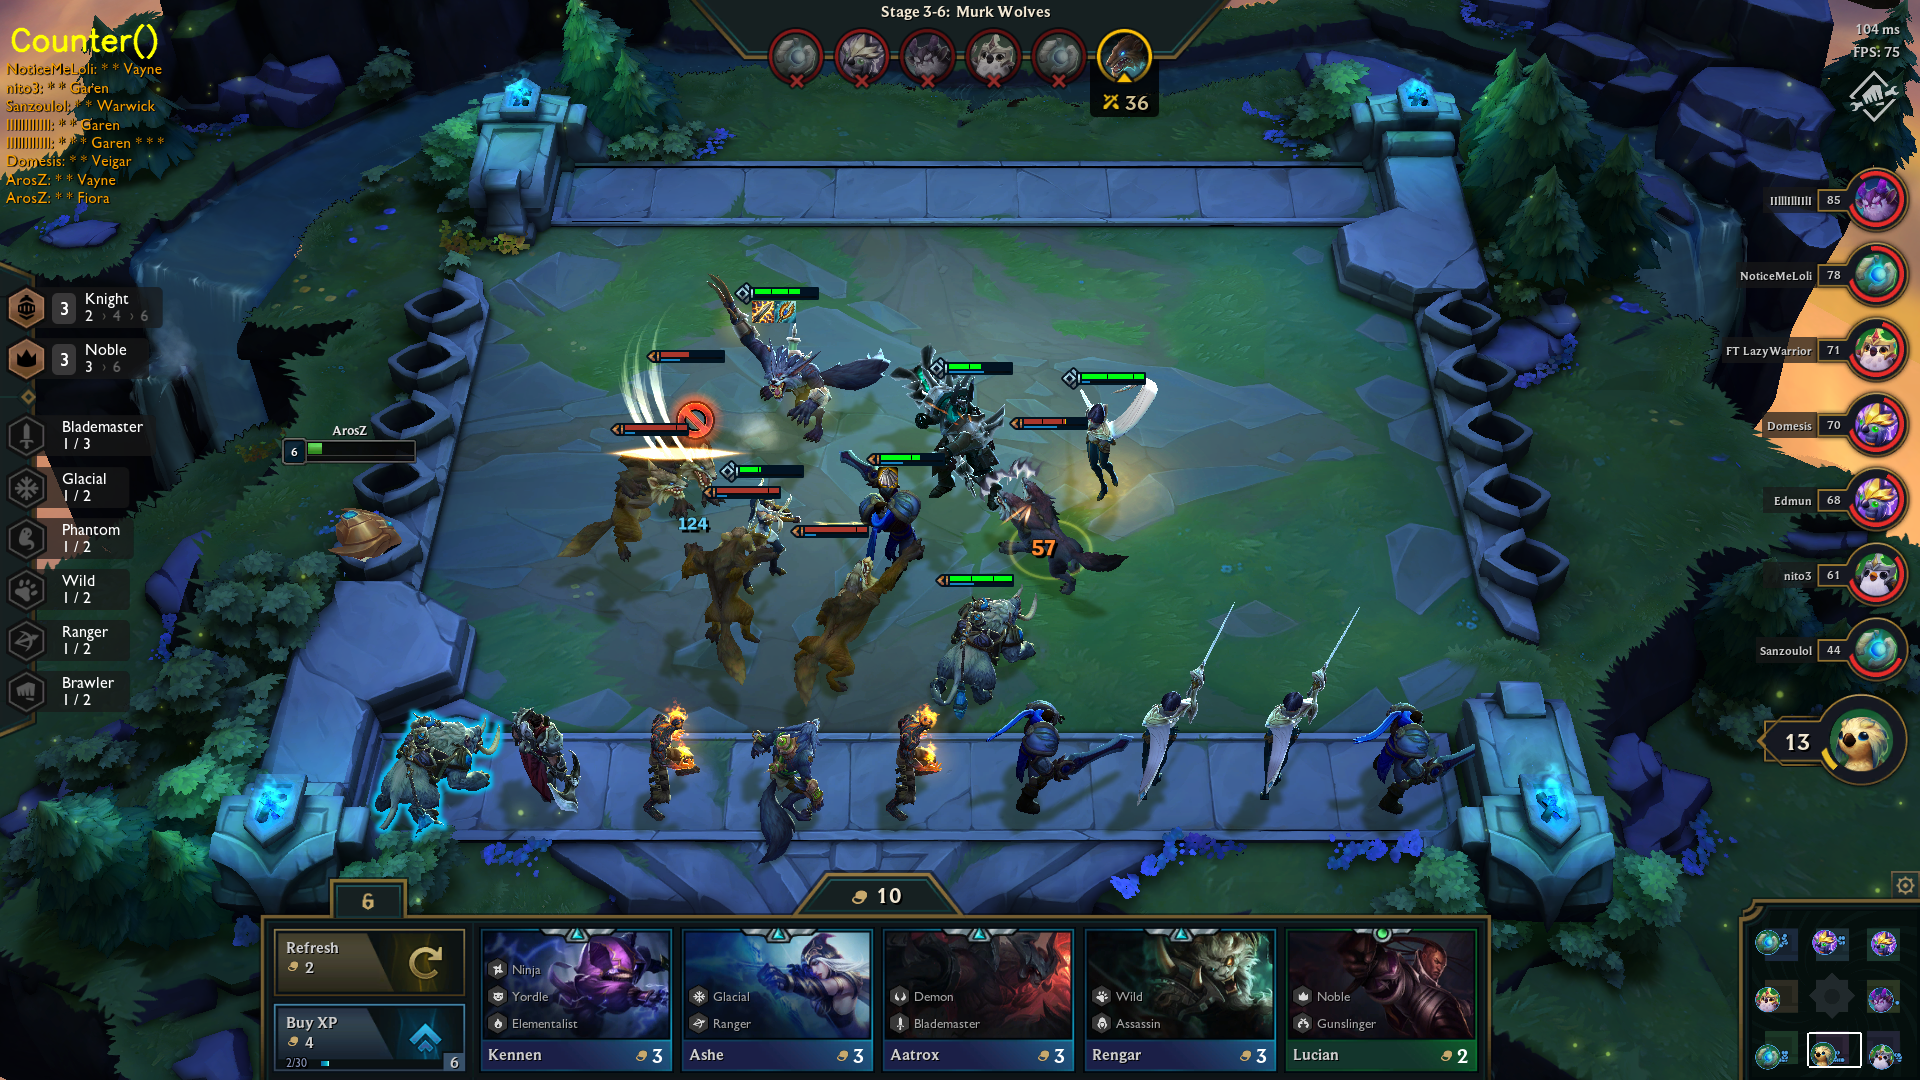 Stage 3-6: Murk Wolves
36
104 ms
FPS: 75
Counter()
NoticeMeLoli: * * Vayne
nito3: * * Garen
Sanzoulol: * * Warwick
IIIIIIIIIII: * * Garen
IIIIIIIIIII: * * * Garen * * *
Domesis: * * Veigar
ArosZ: * * Vayne
ArosZ: * * Fiora
3 Knight
2 › 4 › 6
3 Noble
3 › 6
Blademaster
1 / 3
Glacial
1 / 2
Phantom
1 / 2
Wild
1 / 2
Ranger
1 / 2
Brawler
1 / 2
ArosZ
6
124
57
IIIIIIIIIII 85
NoticeMeLoli 78
FT LazyWarrior 71
Domesis 70
Edmun 68
nito3 61
Sanzoulol 44
13
6
10
Refresh
2
Buy XP
4
2/30
6
Ninja
Yordle
Elementalist
Kennen 3
Glacial
Ranger
Ashe 3
Demon
Blademaster
Aatrox 3
Wild
Assassin
Rengar 3
Noble
Gunslinger
Lucian 2